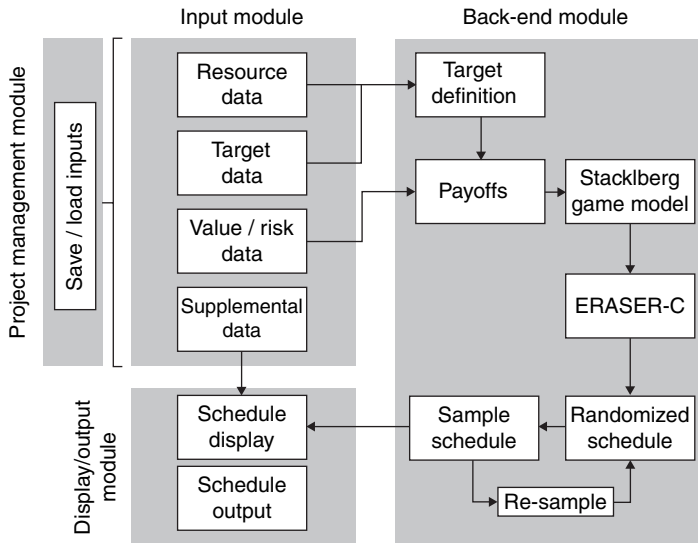 Input module
Back-end module
Project management module
Save / load inputs
Resource
data
Target
data
Value / risk
data
Supplemental
data
Target
definition
Payoffs
Stacklberg
game model
ERASER-C
Display/output
module
Schedule
display
Schedule
output
Sample
schedule
Randomized
schedule
Re-sample